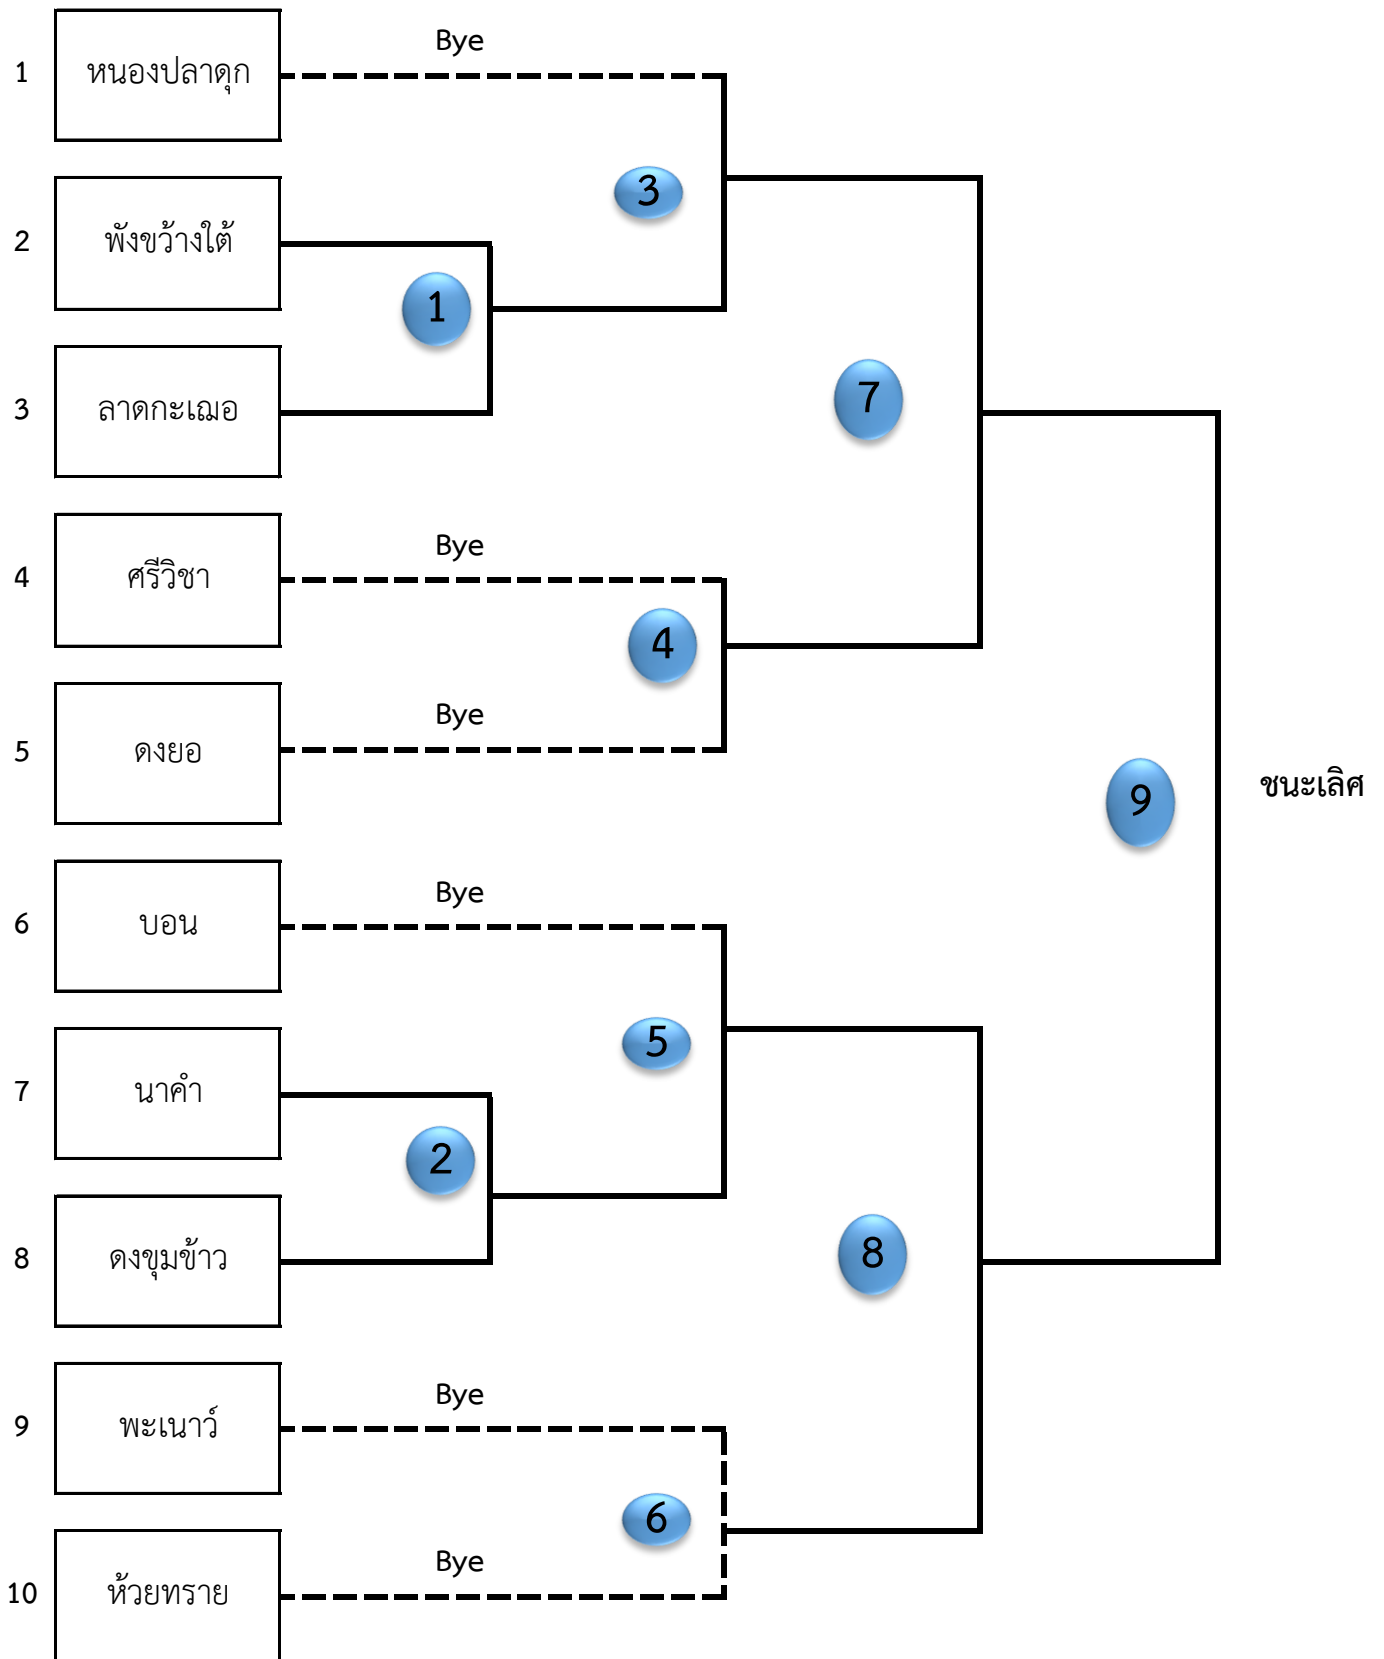 Bye
1 หนองปลาดุก
3
2 พังขว้างใต้
1
3 ลาดกะเฌอ
7
Bye
4 ศรีวิชา
4
Bye
5 ดงยอ
9 ชนะเลิศ
Bye
6 บอน
5
7 นาคำ
2
8 ดงขุมข้าว
8
Bye
9 พะเนาว์
6
Bye
10 ห้วยทราย